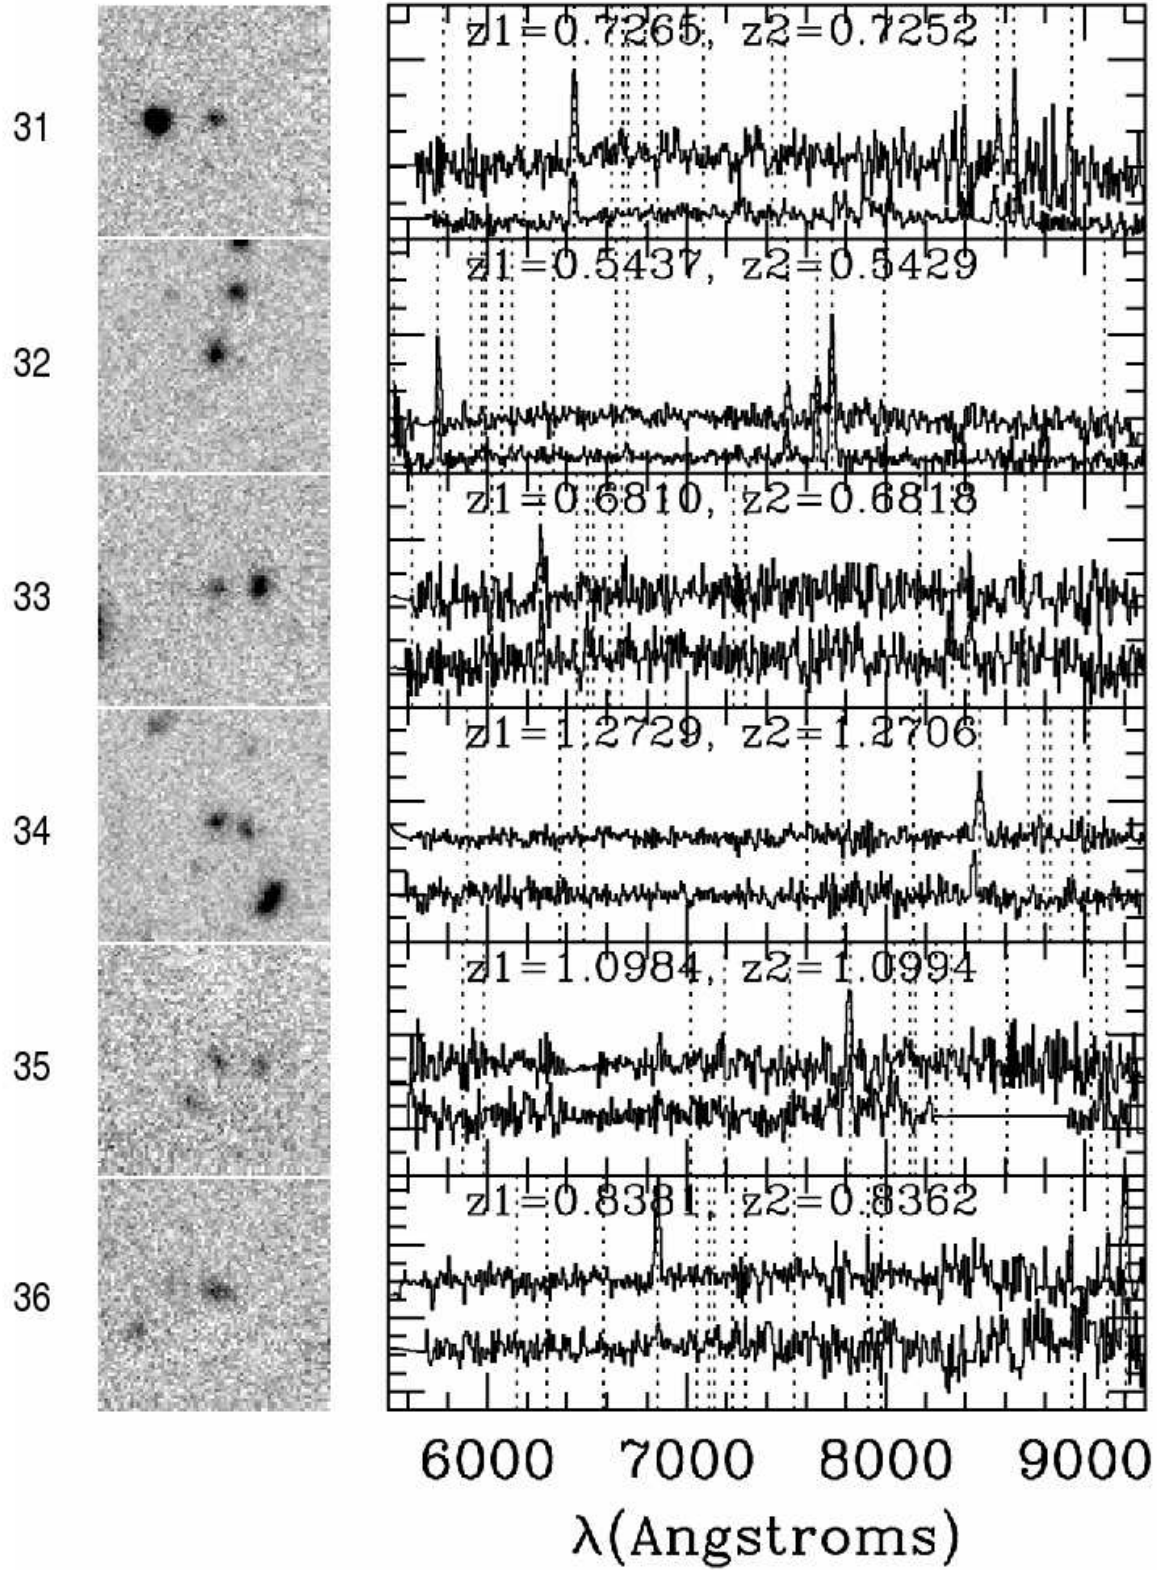 31
z1=0.7265, z2=0.7252
32
z1=0.5437, z2=0.5429
33
z1=0.6810, z2=0.6818
34
z1=1.2729, z2=1.2706
35
z1=1.0984, z2=1.0994
36
z1=0.8381, z2=0.8362
6000 7000 8000 9000
λ(Angstroms)